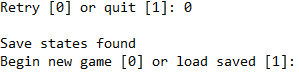 Retry [0] or quit [1]: 0
Save states found
Begin new game [0] or load saved [1]: